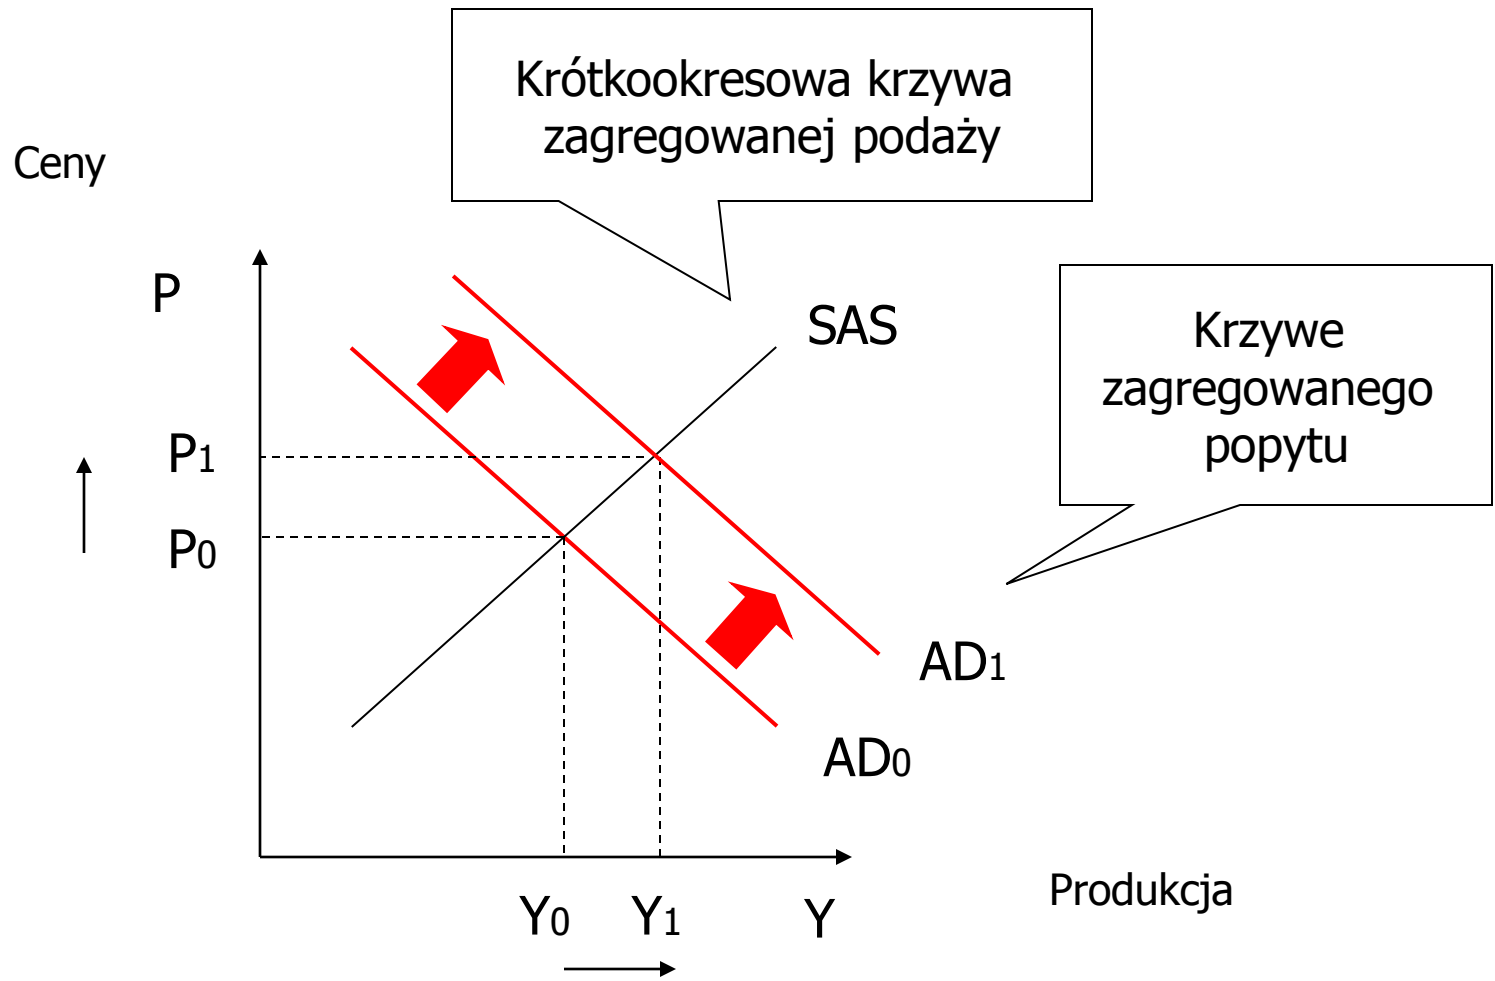 Krótkookresowa krzywa
zagregowanej podaży
Ceny
P
SAS
Krzywe
zagregowanego
popytu
P1
P0
AD1
AD0
Produkcja
Y0 Y1 Y